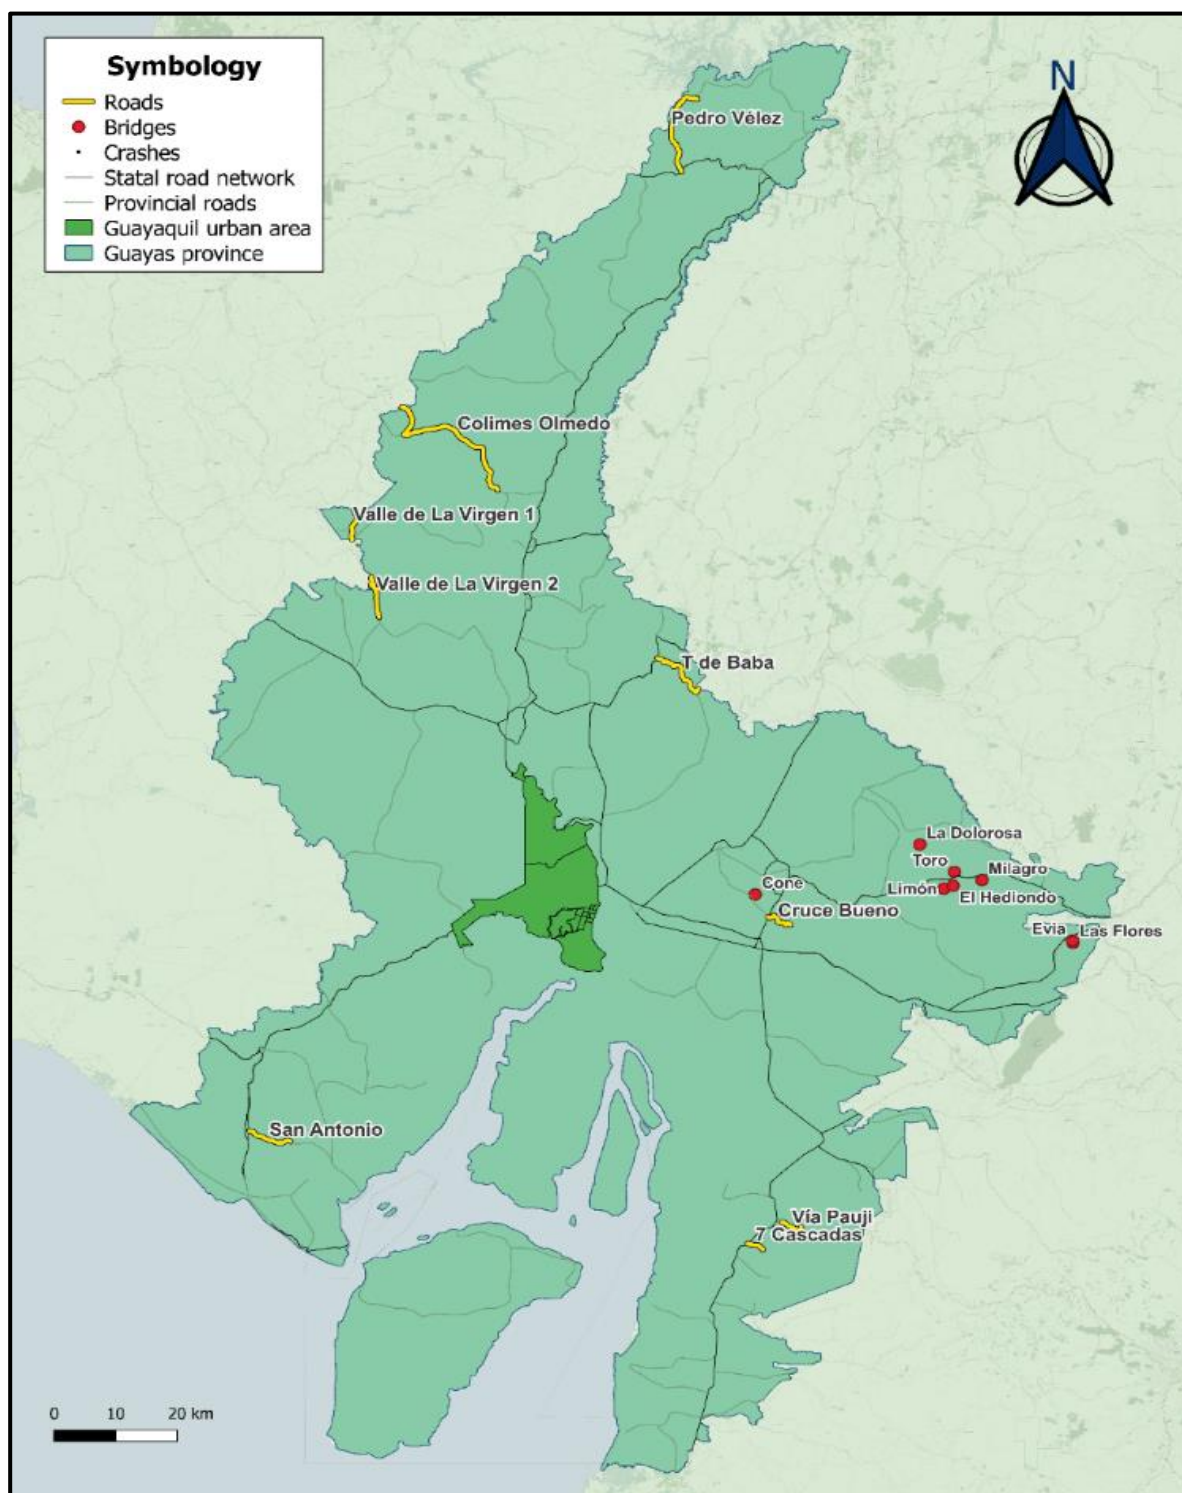 Symbology
Roads
Bridges
Crashes
Statal road network
Provincial roads
Guayaquil urban area
Guayas province
N
Pedro Vélez
Colimes Olmedo
Valle de La Virgen 1
Valle de La Virgen 2
T de Baba
La Dolorosa
Toro
Milagro
Limón
El Hediondo
Cone
Cruce Bueno
Evia
Las Flores
San Antonio
Vía Pauji
7 Cascadas
0 10 20 km